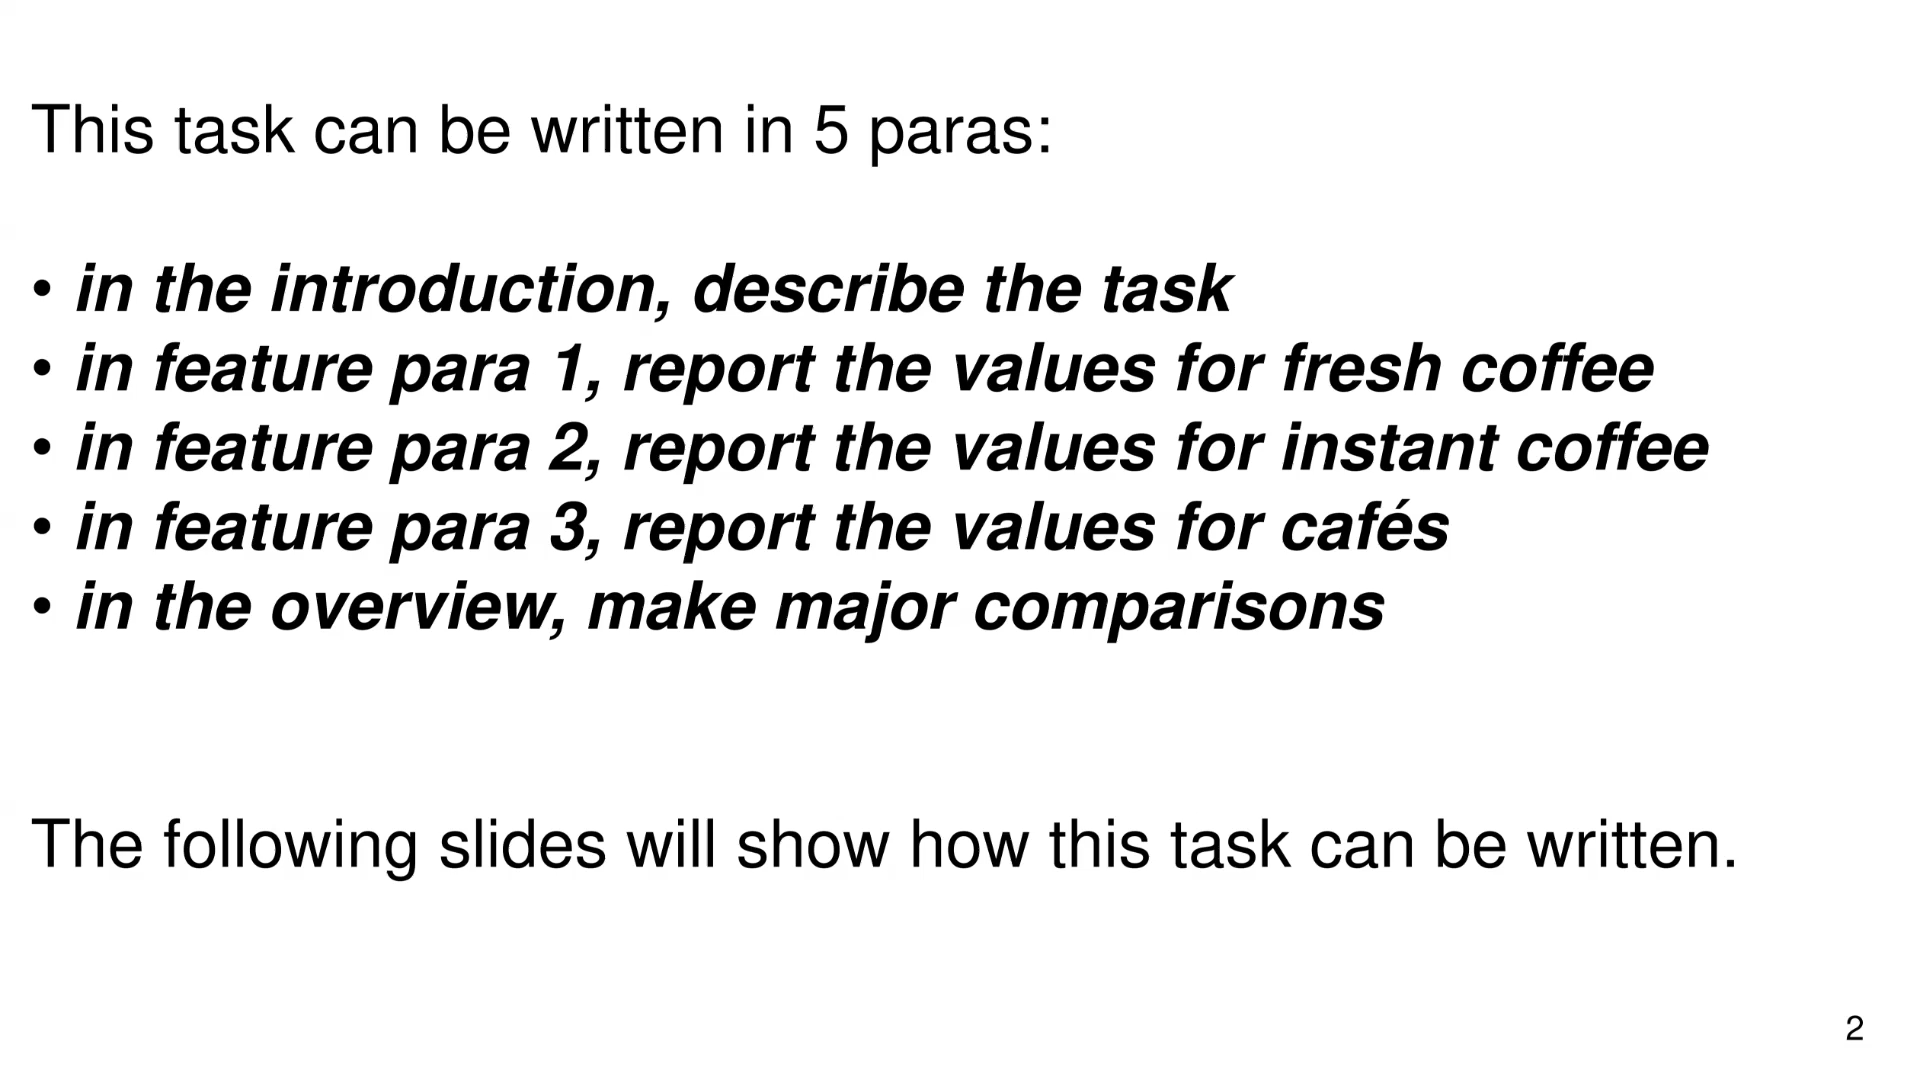 This task can be written in 5 paras:
• in the introduction, describe the task
• in feature para 1, report the values for fresh coffee
• in feature para 2, report the values for instant coffee
• in feature para 3, report the values for cafés
• in the overview, make major comparisons
The following slides will show how this task can be written.
2